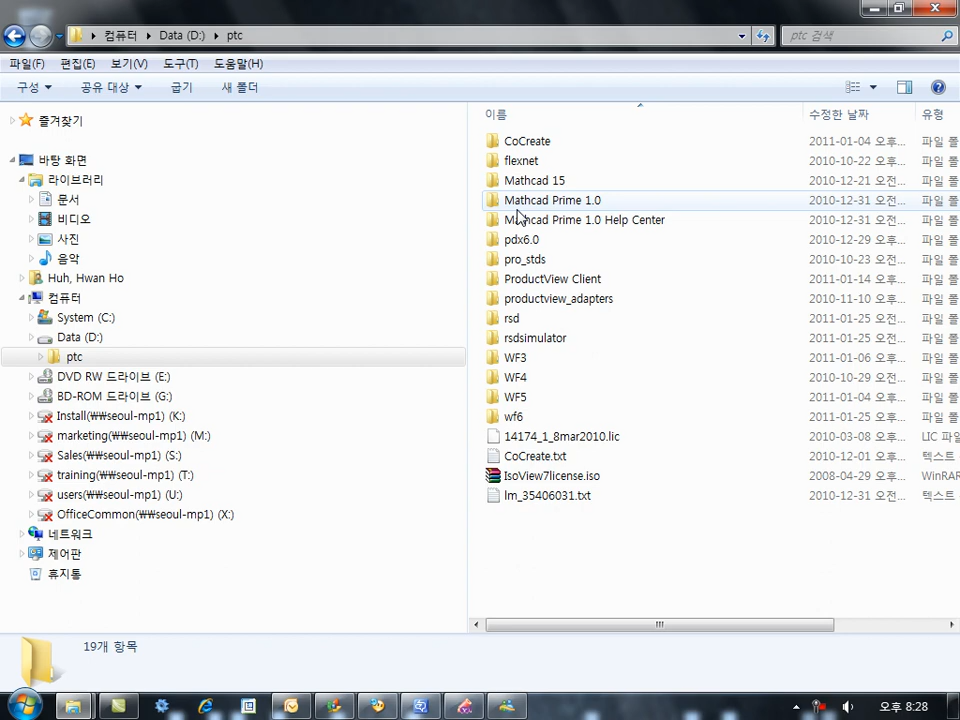 컴퓨터 Data (D:) ptc
ptc 검색
파일(F) 편집(E) 보기(V) 도구(T) 도움말(H)
구성 공유 대상 굽기 새 폴더
즐겨찾기
바탕 화면
라이브러리
문서
비디오
사진
음악
Huh, Hwan Ho
컴퓨터
System (C:)
Data (D:)
ptc
DVD RW 드라이브 (E:)
BD-ROM 드라이브 (G:)
Install(₩₩seoul-mp1) (K:)
marketing(₩₩seoul-mp1) (M:)
Sales(₩₩seoul-mp1) (S:)
training(₩₩seoul-mp1) (T:)
users(₩₩seoul-mp1) (U:)
OfficeCommon(₩₩seoul-mp1) (X:)
네트워크
제어판
휴지통
이름 수정한 날짜 유형
CoCreate 2011-01-04 오후... 파일 폴
flexnet 2010-10-22 오후... 파일 폴
Mathcad 15 2010-12-21 오전... 파일 폴
Mathcad Prime 1.0 2010-12-31 오전... 파일 폴
Mathcad Prime 1.0 Help Center 2010-12-31 오전... 파일 폴
pdx6.0 2010-12-29 오전... 파일 폴
pro_stds 2010-10-23 오전... 파일 폴
ProductView Client 2011-01-14 오후... 파일 폴
productview_adapters 2010-11-10 오후... 파일 폴
rsd 2011-01-25 오전... 파일 폴
rsdsimulator 2011-01-25 오전... 파일 폴
WF3 2011-01-06 오후... 파일 폴
WF4 2010-10-29 오전... 파일 폴
WF5 2010-12-01 오후... 파일 폴
wf6 2011-01-25 오후... 파일 폴
14174_1_8mar2010.lic 2010-03-08 오후... LIC 파일
CoCreate.txt 2010-12-01 오후... 텍스트
IsoView7license.iso 2008-04-29 오후... WinRAR
lm_35406031.txt 2010-12-31 오전... 텍스트
19개 항목
오후 8:28